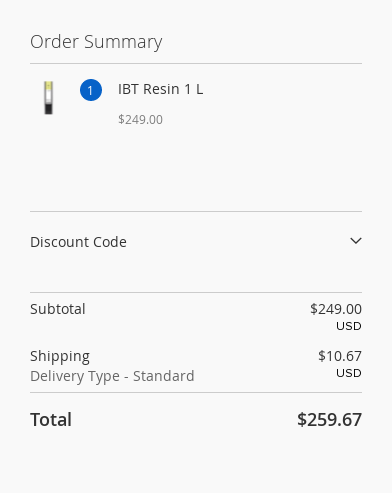 Order Summary
1 IBT Resin 1 L
$249.00
Discount Code
Subtotal $249.00
USD
Shipping $10.67
Delivery Type - Standard USD
Total $259.67